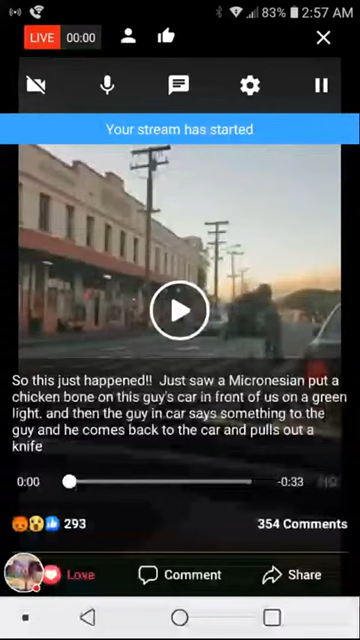 83% 2:57 AM
LIVE 00:00
Your stream has started
So this just happened!! Just saw a Micronesian put a
chicken bone on this guy's car in front of us on a green
light. and then the guy in car says something to the
guy and he comes back to the car and pulls out a
knife
0:00 -0:33 HD
293 354 Comments
Love Comment Share